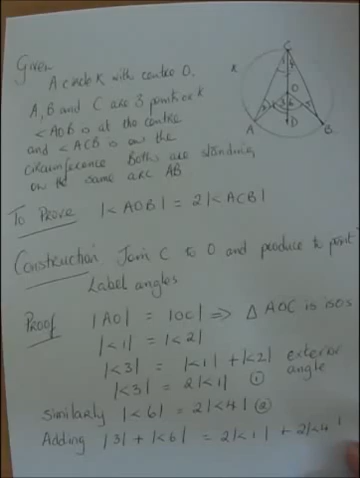 Given
A circle K with centre O.
A, B and C are 3 points on K
<AOB is at the centre
and <ACB is on the
circumference. Both are standing
on the same arc AB
K
C
O
A
D
B
To Prove |<AOB| = 2|<ACB|
Construction Join C to O and produce to point
Label angles
Proof |AO| = |OC| => Δ AOC is isos
|<1| = |<2|
|<3| = |<1| + |<2| exterior angle
|<3| = 2|<1| ①
Similarly |<6| = 2|<4| ②
Adding |3| + |<6| = 2|<1| + 2|<4|